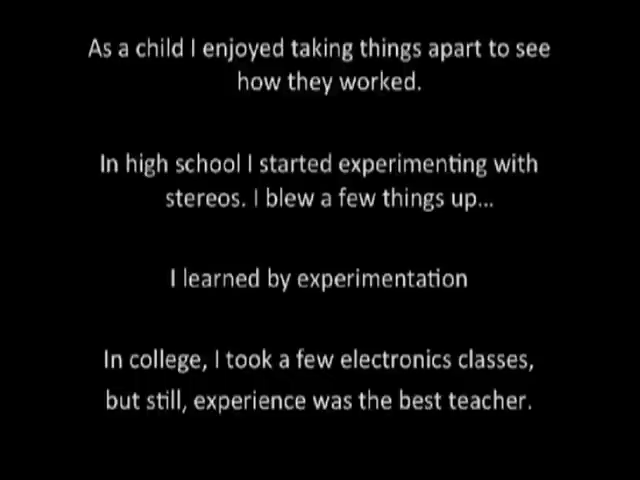 As a child I enjoyed taking things apart to see
how they worked.
In high school I started experimenting with
stereos. I blew a few things up...
I learned by experimentation
In college, I took a few electronics classes,
but still, experience was the best teacher.